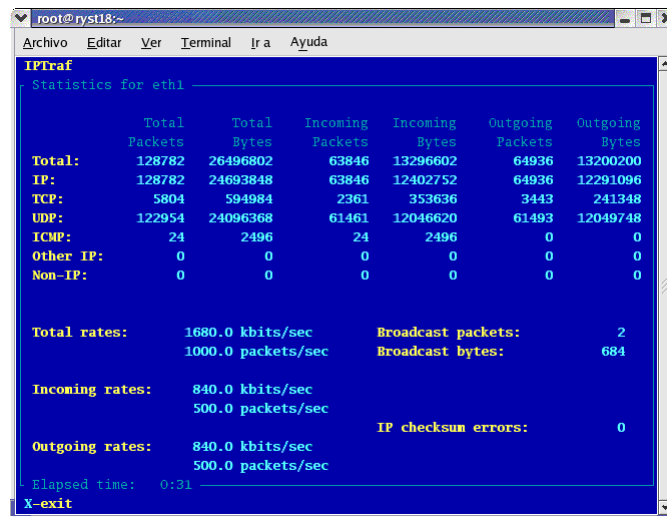 root@ryst18:~
Archivo Editar Ver Terminal Ir a Ayuda
IPTraf
Statistics for eth1
Total Total Incoming Incoming Outgoing Outgoing
Packets Bytes Packets Bytes Packets Bytes
Total: 128782 26496802 63846 13296602 64936 13200200
IP: 128782 24693848 63846 12402752 64936 12291096
TCP: 5804 594984 2361 353636 3443 241348
UDP: 122954 24096368 61461 12046620 61493 12049748
ICMP: 24 2496 24 2496 0 0
Other IP: 0 0 0 0 0 0
Non-IP: 0 0 0 0 0 0
Total rates: 1680.0 kbits/sec Broadcast packets: 2
1000.0 packets/sec Broadcast bytes: 684
Incoming rates: 840.0 kbits/sec
500.0 packets/sec
IP checksum errors: 0
Outgoing rates: 840.0 kbits/sec
500.0 packets/sec
Elapsed time: 0:31
X-exit